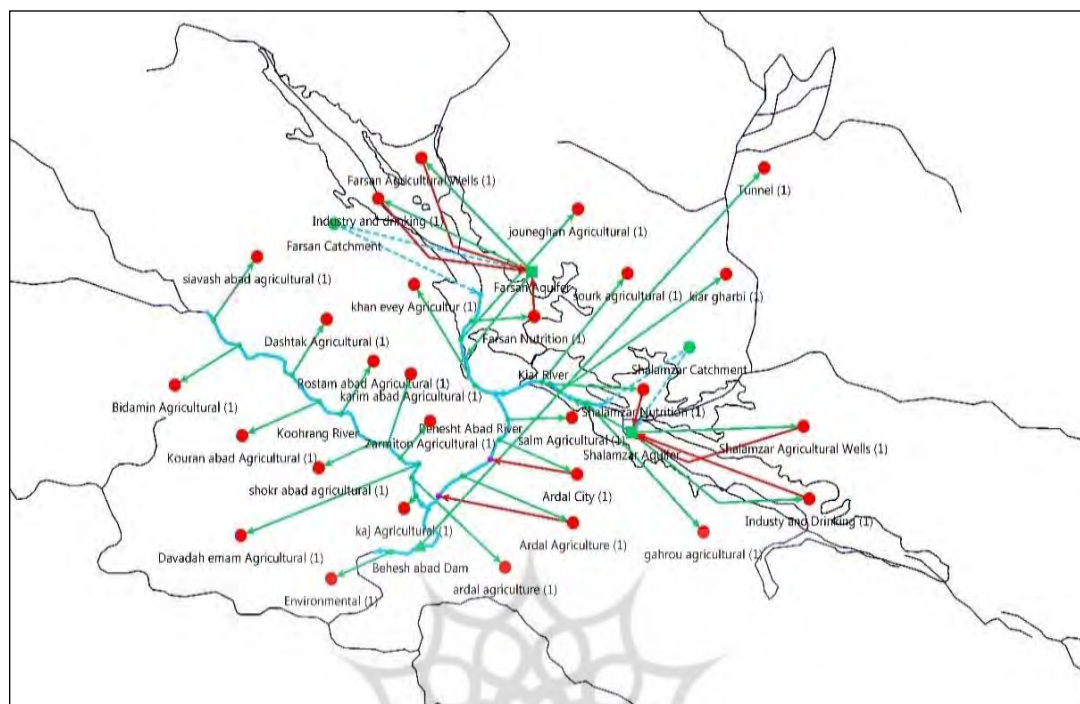 Farsan Agricultural Wells (1)
Tunnel (1)
Industry and drinking (1)
jouneghan Agricultural (1)
Farsan Catchment
siavash abad agricultural (1)
Farsan Aquifer
khan evey Agricultur (1)
sourk agricultural (1)
kiar gharbi (1)
Dashtak Agricultural (1)
Farsan Nutrition (1)
Shalamzar Catchment
Kiar River
Rostam abad Agricultural (1)
karim abad Agricultural (1)
Bidamin Agricultural (1)
Shalamzar Nutrition (1)
Koohrang River
Behesht Abad River
Zarmiton Agricultural (1)
salm Agricultural (1)
Shalamzar Agricultural Wells (1)
Kouran abad Agricultural (1)
Shalamzar Aquifer
shokr abad agricultural (1)
Ardal City (1)
Industy and Drinking (1)
kaj Agricultural (1)
Ardal Agriculture (1)
gahrou agricultural (1)
Davadah emam Agricultural (1)
Behesh abad Dam
ardal agriculture (1)
Environmental (1)